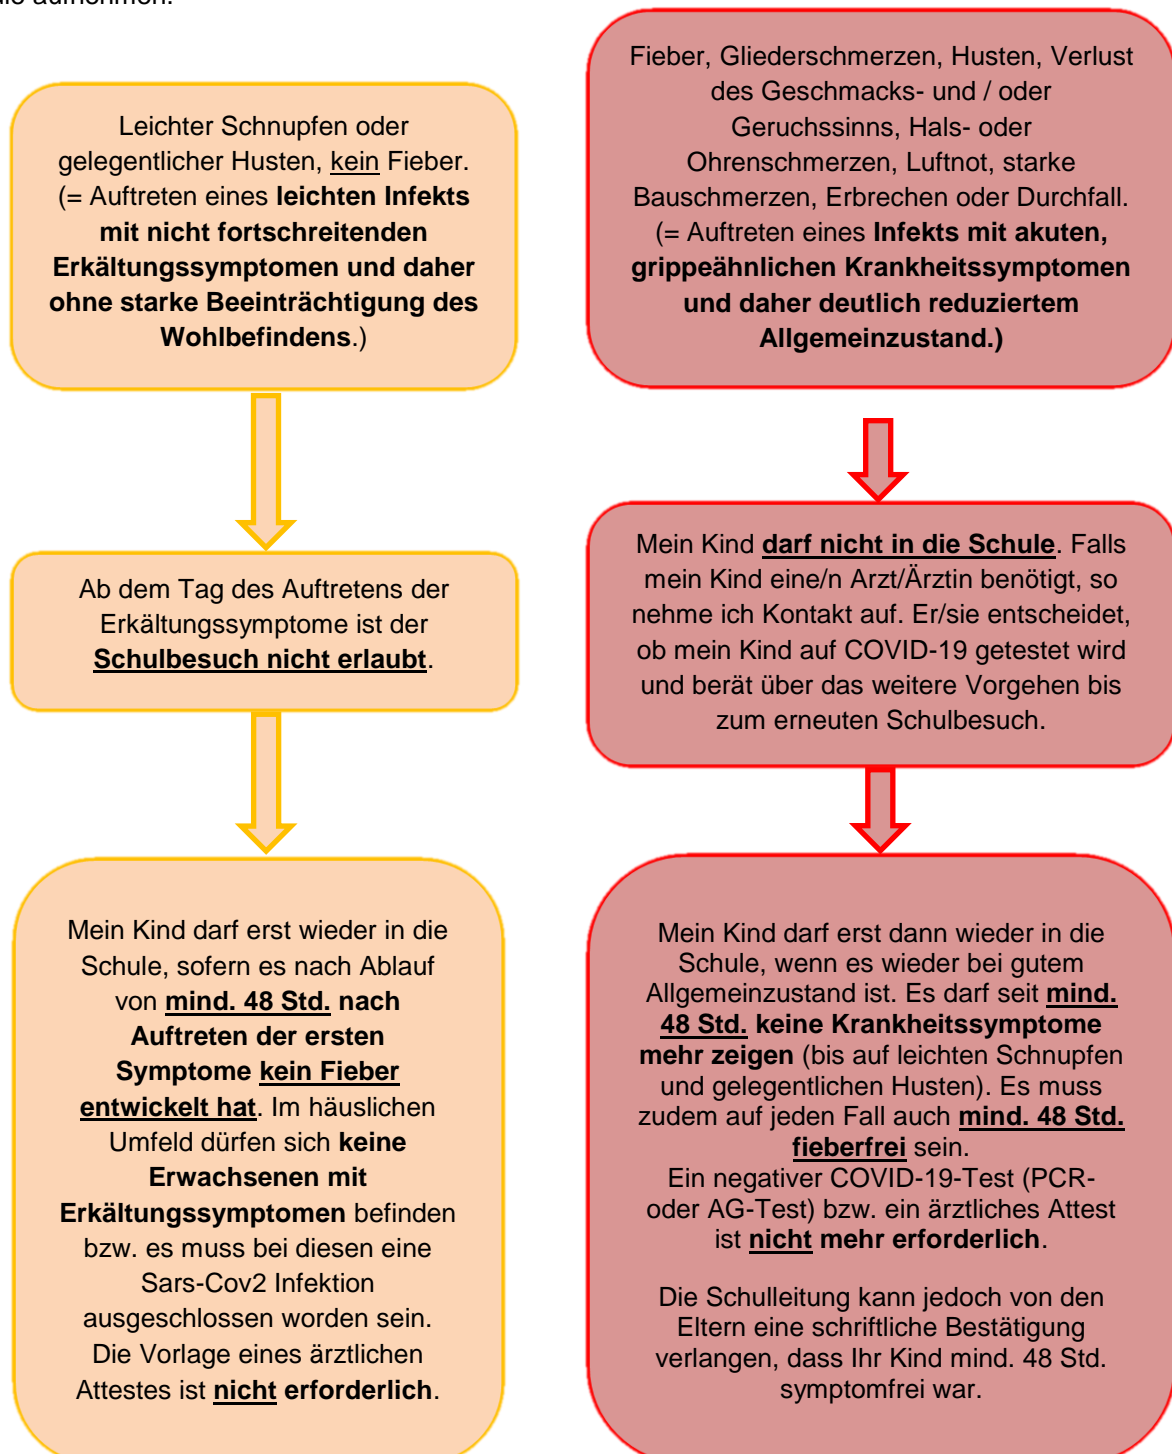 die aufnehmen.
Leichter Schnupfen oder
gelegentlicher Husten, kein Fieber.
(= Auftreten eines leichten Infekts
mit nicht fortschreitenden
Erkältungssymptomen und daher
ohne starke Beeinträchtigung des
Wohlbefindens.)
Ab dem Tag des Auftretens der
Erkältungssymptome ist der
Schulbesuch nicht erlaubt.
Mein Kind darf erst wieder in die
Schule, sofern es nach Ablauf
von mind. 48 Std. nach
Auftreten der ersten
Symptome kein Fieber
entwickelt hat. Im häuslichen
Umfeld dürfen sich keine
Erwachsenen mit
Erkältungssymptomen befinden
bzw. es muss bei diesen eine
Sars-Cov2 Infektion
ausgeschlossen worden sein.
Die Vorlage eines ärztlichen
Attestes ist nicht erforderlich.
Fieber, Gliederschmerzen, Husten, Verlust
des Geschmacks- und / oder
Geruchssinns, Hals- oder
Ohrenschmerzen, Luftnot, starke
Bauschmerzen, Erbrechen oder Durchfall.
(= Auftreten eines Infekts mit akuten,
grippeähnlichen Krankheitssymptomen
und daher deutlich reduziertem
Allgemeinzustand.)
Mein Kind darf nicht in die Schule. Falls
mein Kind eine/n Arzt/Ärztin benötigt, so
nehme ich Kontakt auf. Er/sie entscheidet,
ob mein Kind auf COVID-19 getestet wird
und berät über das weitere Vorgehen bis
zum erneuten Schulbesuch.
Mein Kind darf erst dann wieder in die
Schule, wenn es wieder bei gutem
Allgemeinzustand ist. Es darf seit mind.
48 Std. keine Krankheitssymptome
mehr zeigen (bis auf leichten Schnupfen
und gelegentlichen Husten). Es muss
zudem auf jeden Fall auch mind. 48 Std.
fieberfrei sein.
Ein negativer COVID-19-Test (PCR-
oder AG-Test) bzw. ein ärztliches Attest
ist nicht mehr erforderlich.
Die Schulleitung kann jedoch von den
Eltern eine schriftliche Bestätigung
verlangen, dass Ihr Kind mind. 48 Std.
symptomfrei war.